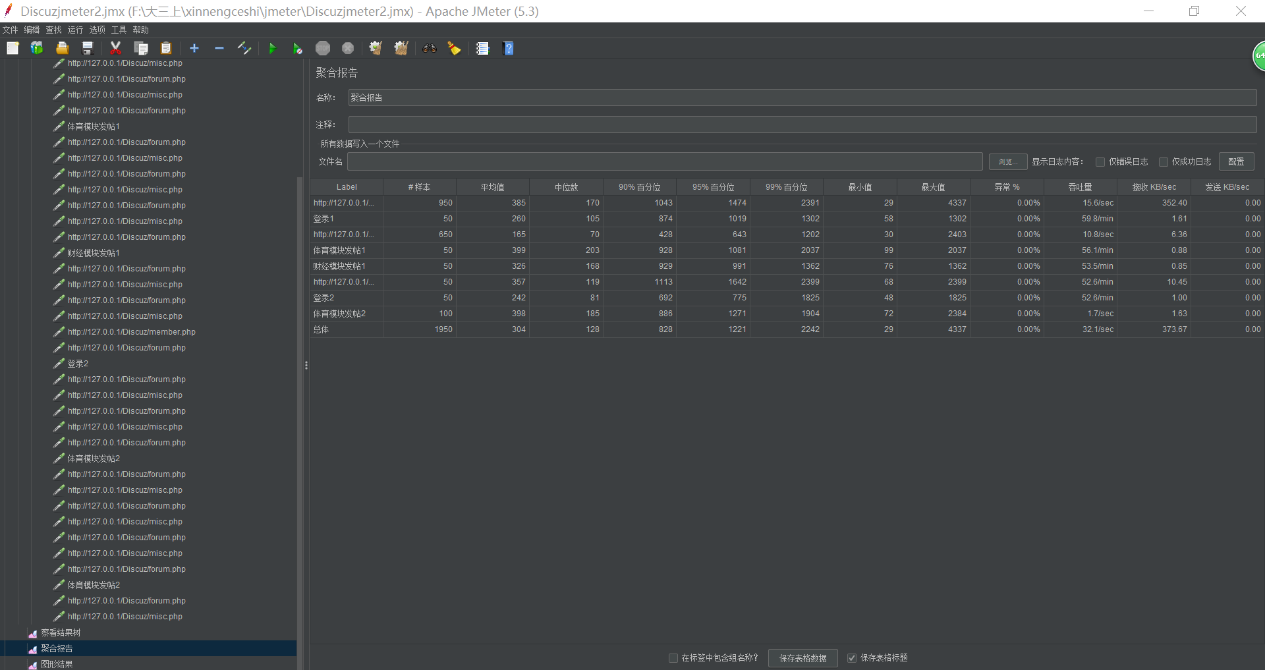 Discuzjmeter2.jmx (F:\大三上\xinnengceshi\jmeter\Discuzjmeter2.jmx) - Apache JMeter (5.3)
文件 编辑 查找 运行 选项 工具 帮助
http://127.0.0.1/Discuz/misc.php
http://127.0.0.1/Discuz/forum.php
http://127.0.0.1/Discuz/misc.php
http://127.0.0.1/Discuz/forum.php
体育模块发帖1
http://127.0.0.1/Discuz/forum.php
http://127.0.0.1/Discuz/misc.php
http://127.0.0.1/Discuz/forum.php
http://127.0.0.1/Discuz/misc.php
http://127.0.0.1/Discuz/forum.php
http://127.0.0.1/Discuz/misc.php
http://127.0.0.1/Discuz/forum.php
财经模块发帖1
http://127.0.0.1/Discuz/forum.php
http://127.0.0.1/Discuz/misc.php
http://127.0.0.1/Discuz/forum.php
http://127.0.0.1/Discuz/misc.php
http://127.0.0.1/Discuz/member.php
http://127.0.0.1/Discuz/forum.php
登录2
http://127.0.0.1/Discuz/forum.php
http://127.0.0.1/Discuz/misc.php
http://127.0.0.1/Discuz/forum.php
http://127.0.0.1/Discuz/misc.php
http://127.0.0.1/Discuz/forum.php
体育模块发帖2
http://127.0.0.1/Discuz/forum.php
http://127.0.0.1/Discuz/misc.php
http://127.0.0.1/Discuz/forum.php
http://127.0.0.1/Discuz/misc.php
http://127.0.0.1/Discuz/forum.php
http://127.0.0.1/Discuz/misc.php
http://127.0.0.1/Discuz/forum.php
体育模块发帖2
http://127.0.0.1/Discuz/forum.php
http://127.0.0.1/Discuz/misc.php
察看结果树
聚合报告
图形结果
聚合报告
名称: 聚合报告
注释:
所有数据写入一个文件
文件名 浏览... 显示日志内容: 仅错误日志 仅成功日志 配置
Label # 样本 平均值 中位数 90% 百分位 95% 百分位 99% 百分位 最小值 最大值 异常 % 吞吐量 接收 KB/sec 发送 KB/sec
http://127.0.0.1/... 950 385 170 1043 1474 2391 29 4337 0.00% 15.6/sec 352.40 0.00
登录1 50 260 105 874 1019 1302 58 1302 0.00% 59.8/min 1.61 0.00
http://127.0.0.1/... 650 165 70 428 643 1202 30 2403 0.00% 10.8/sec 6.36 0.00
体育模块发帖1 50 399 203 928 1081 2037 99 2037 0.00% 56.1/min 0.88 0.00
财经模块发帖1 50 326 168 929 991 1362 76 1362 0.00% 53.5/min 0.85 0.00
http://127.0.0.1/... 50 357 119 1113 1642 2399 68 2399 0.00% 52.6/min 10.45 0.00
登录2 50 242 81 692 775 1825 48 1825 0.00% 52.6/min 1.00 0.00
体育模块发帖2 100 398 185 886 1271 1904 72 2384 0.00% 1.7/sec 1.63 0.00
总体 1950 304 128 828 1221 2242 29 4337 0.00% 32.1/sec 373.67 0.00
在标签中包含组名称? 保存表格数据 保存表格标题